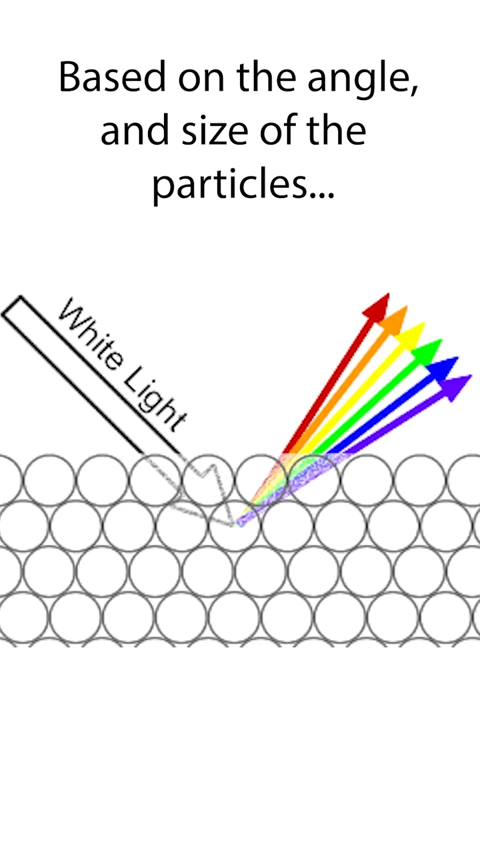 Based on the angle,
and size of the
particles...
White Light